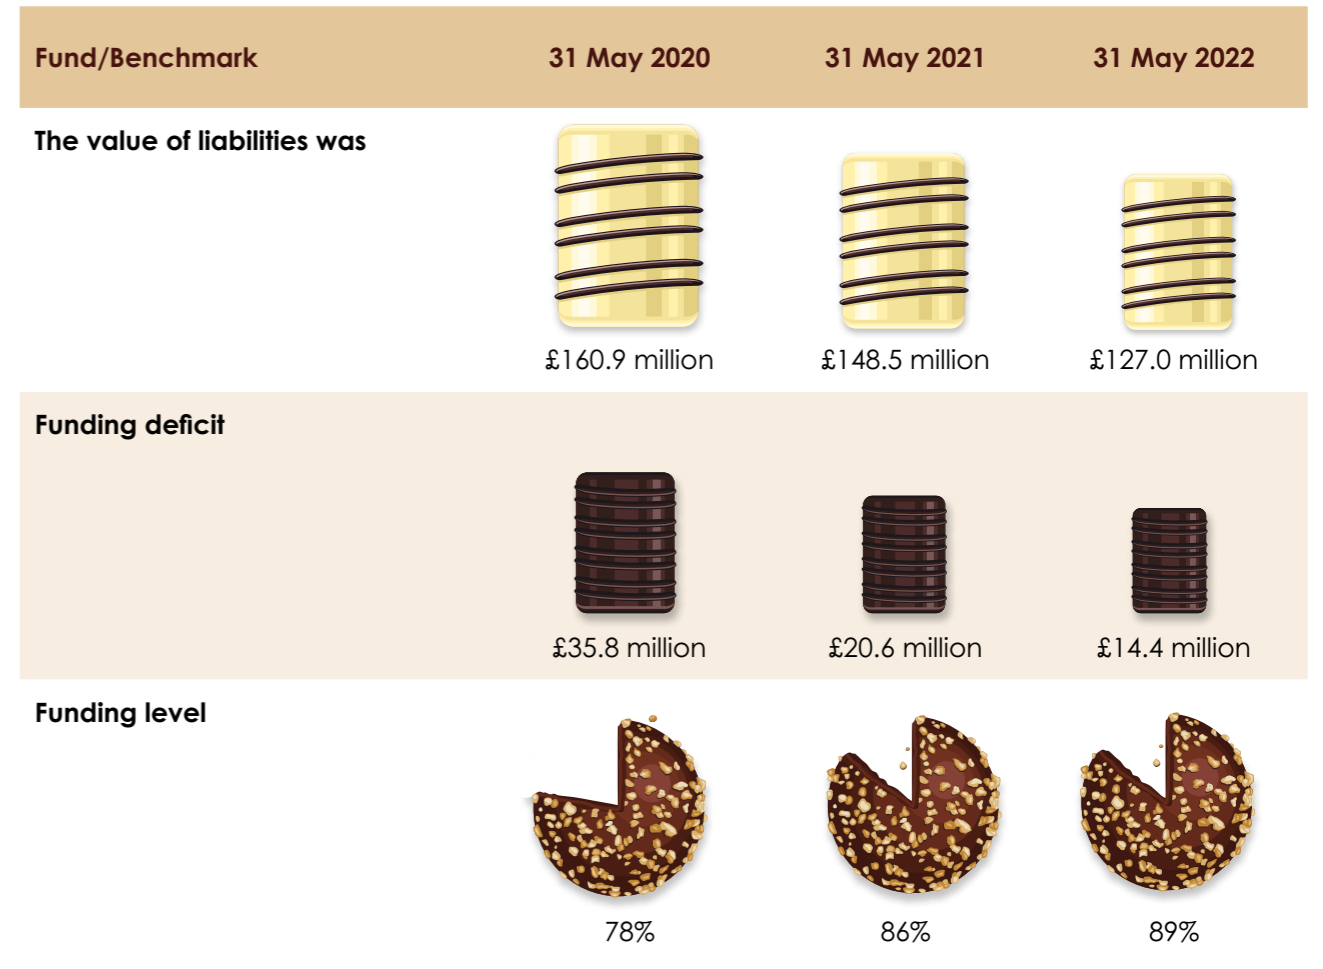 Fund/Benchmark 31 May 2020 31 May 2021 31 May 2022
The value of liabilities was
£160.9 million £148.5 million £127.0 million
Funding deficit
£35.8 million £20.6 million £14.4 million
Funding level
78% 86% 89%